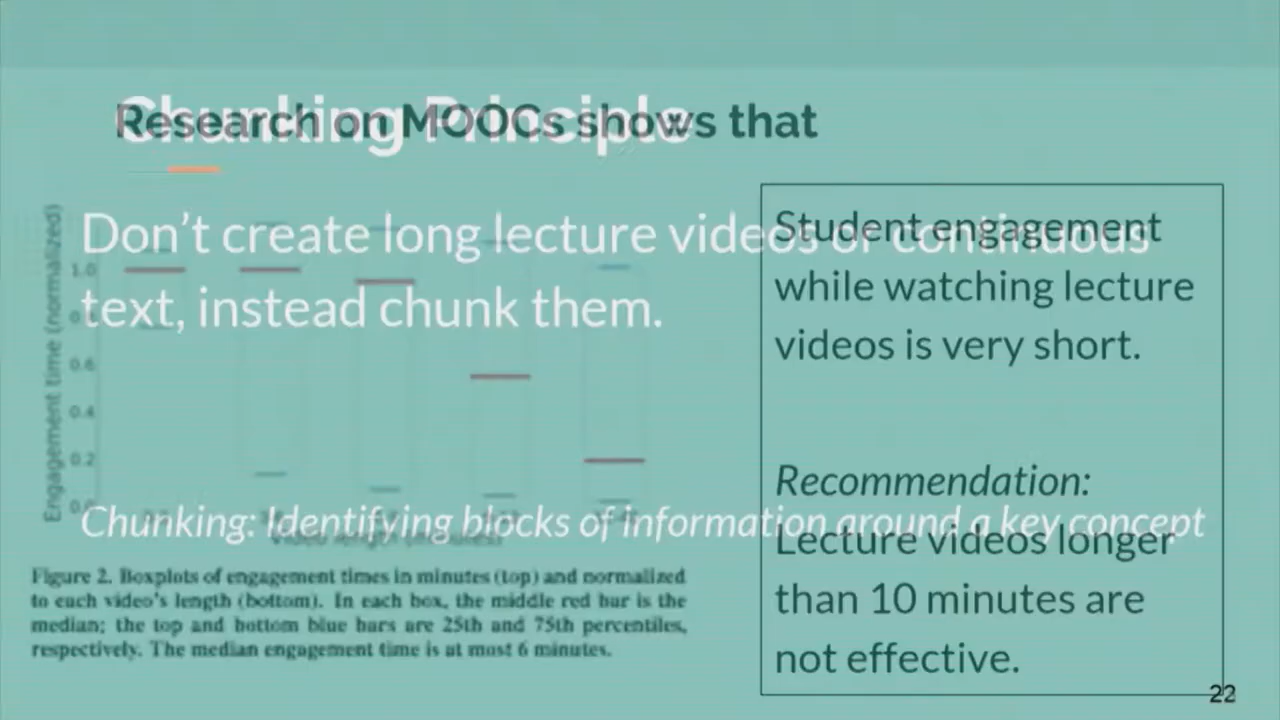 Chunking Principle
Don’t create long lecture videos or continuous
text, instead chunk them.
Chunking: Identifying blocks of information around a key concept
Research on MOOCs shows that
Engagement time (normalized)
1.0
0.6
0.4
0.2
Video length (minutes)
Figure 2. Boxplots of engagement times in minutes (top) and normalized
to each video's length (bottom). In each box, the middle red bar is the
median; the top and bottom blue bars are 25th and 75th percentiles,
respectively. The median engagement time is at most 6 minutes.
Student engagement
while watching lecture
videos is very short.
Recommendation:
Lecture videos longer
than 10 minutes are
not effective.
22